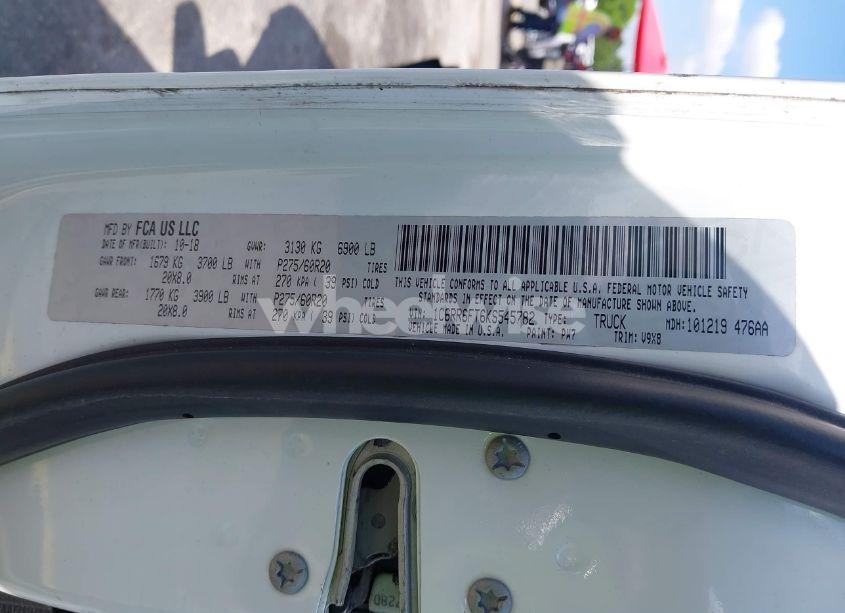 MFD BY FCA US LLC
DATE OF MFR(BUILT): 10-18 GVWR: 3130 KG 6900 LB
GAWR FRONT: 1679 KG 3700 LB WITH P275/60R20 TIRES
20X8.0 RIMS AT 270 KPA ( 39 PSI) COLD
GAWR REAR: 1770 KG 3900 LB WITH P275/60R20 TIRES
20X8.0 RIMS AT 270 KPA ( 39 PSI) COLD
THIS VEHICLE CONFORMS TO ALL APPLICABLE U.S.A. FEDERAL MOTOR VEHICLE SAFETY
STANDARDS IN EFFECT ON THE DATE OF MANUFACTURE SHOWN ABOVE.
VIN: 1C6RR6FT6KS545782 TYPE: TRUCK MDH: 101219 476AA
VEHICLE MADE IN U.S.A. PAINT: PW7 TRIM: V9X8